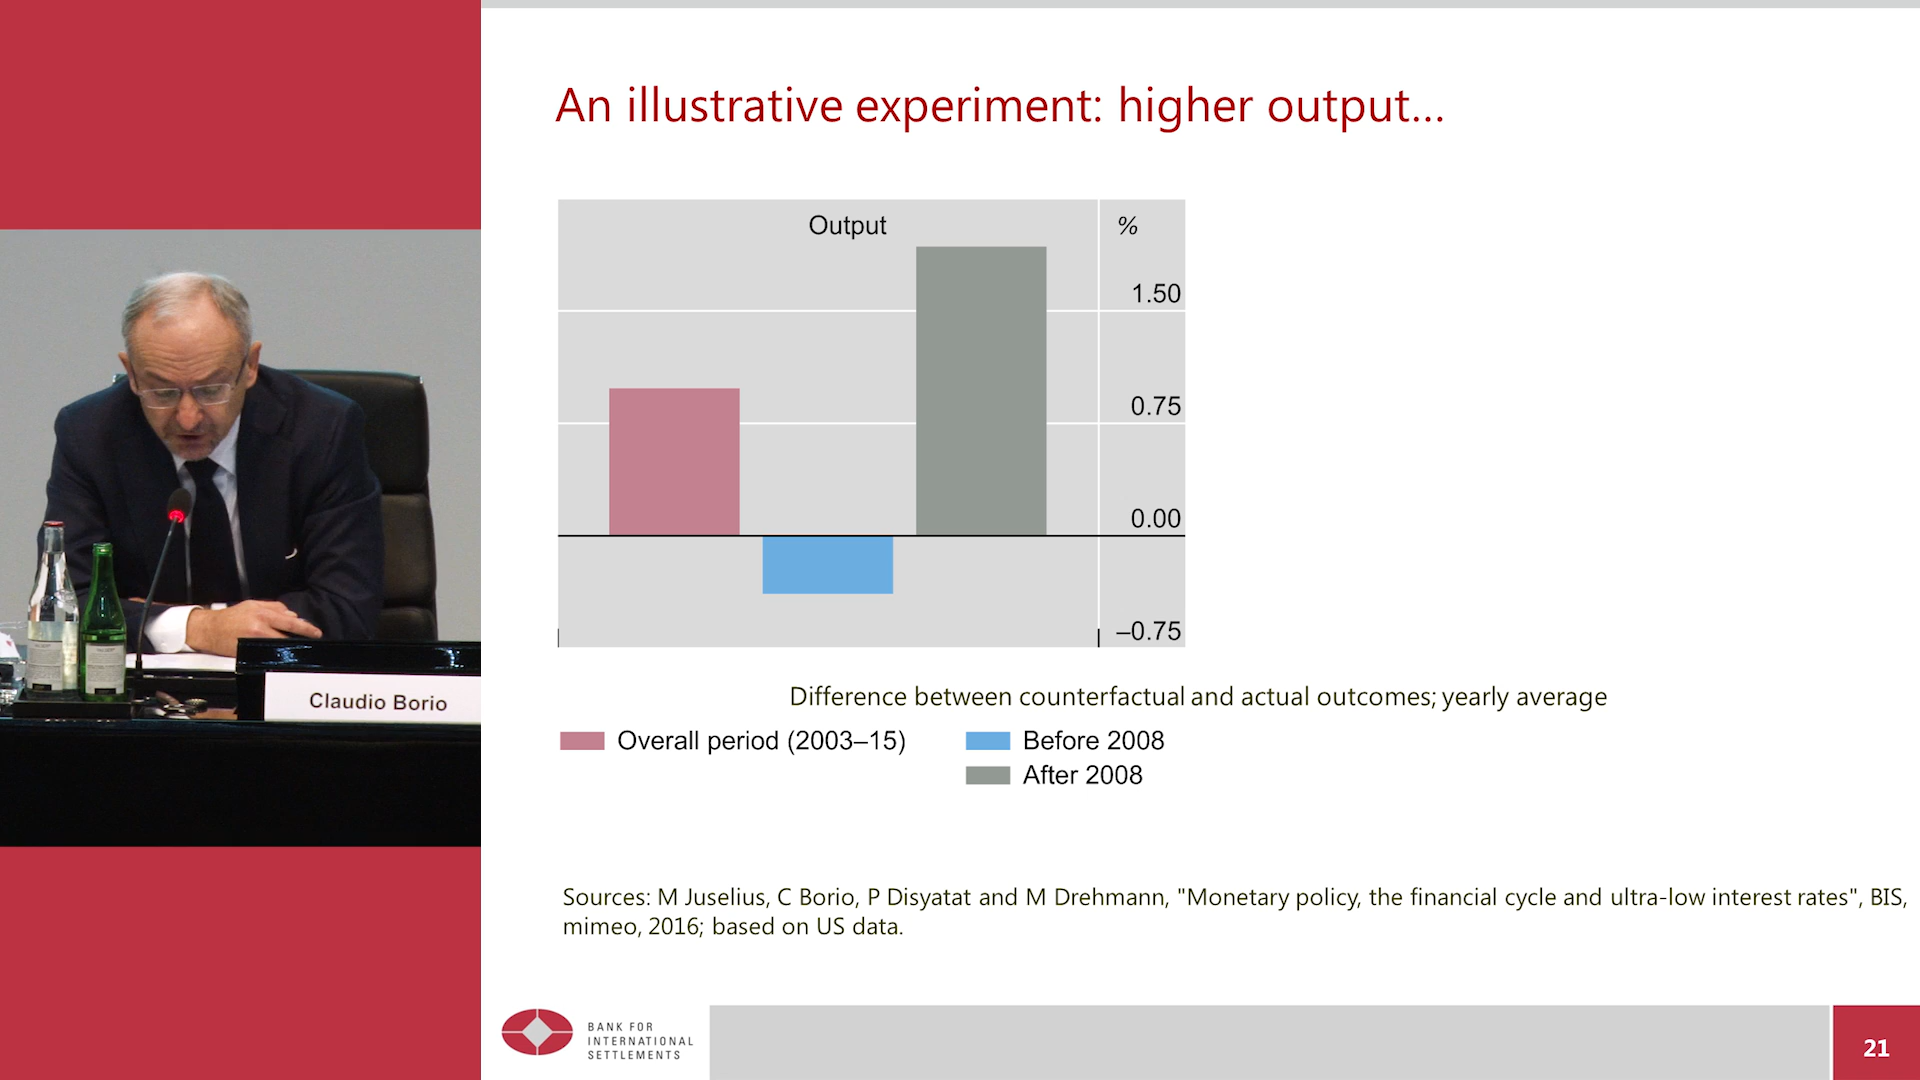 An illustrative experiment: higher output...
Output
%
1.50
0.75
0.00
–0.75
Difference between counterfactual and actual outcomes; yearly average
Overall period (2003–15)
Before 2008
After 2008
Sources: M Juselius, C Borio, P Disyatat and M Drehmann, "Monetary policy, the financial cycle and ultra-low interest rates", BIS,
mimeo, 2016; based on US data.
Claudio Borio
BANK FOR
INTERNATIONAL
SETTLEMENTS
21